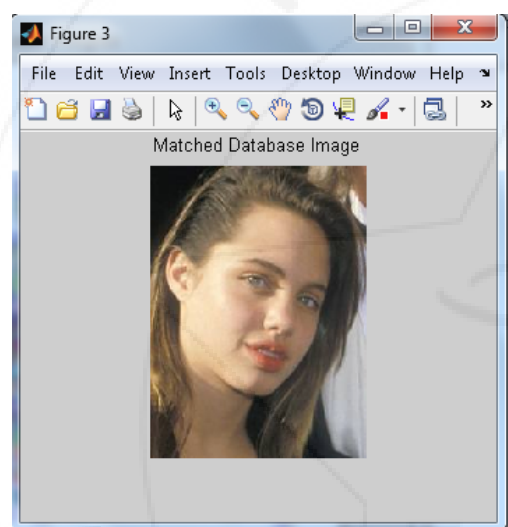 Figure 3
File Edit View Insert Tools Desktop Window Help
Matched Database Image